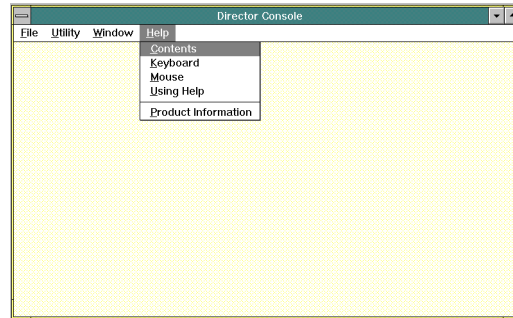 Director Console
File Utility Window Help
Contents
Keyboard
Mouse
Using Help
Product Information